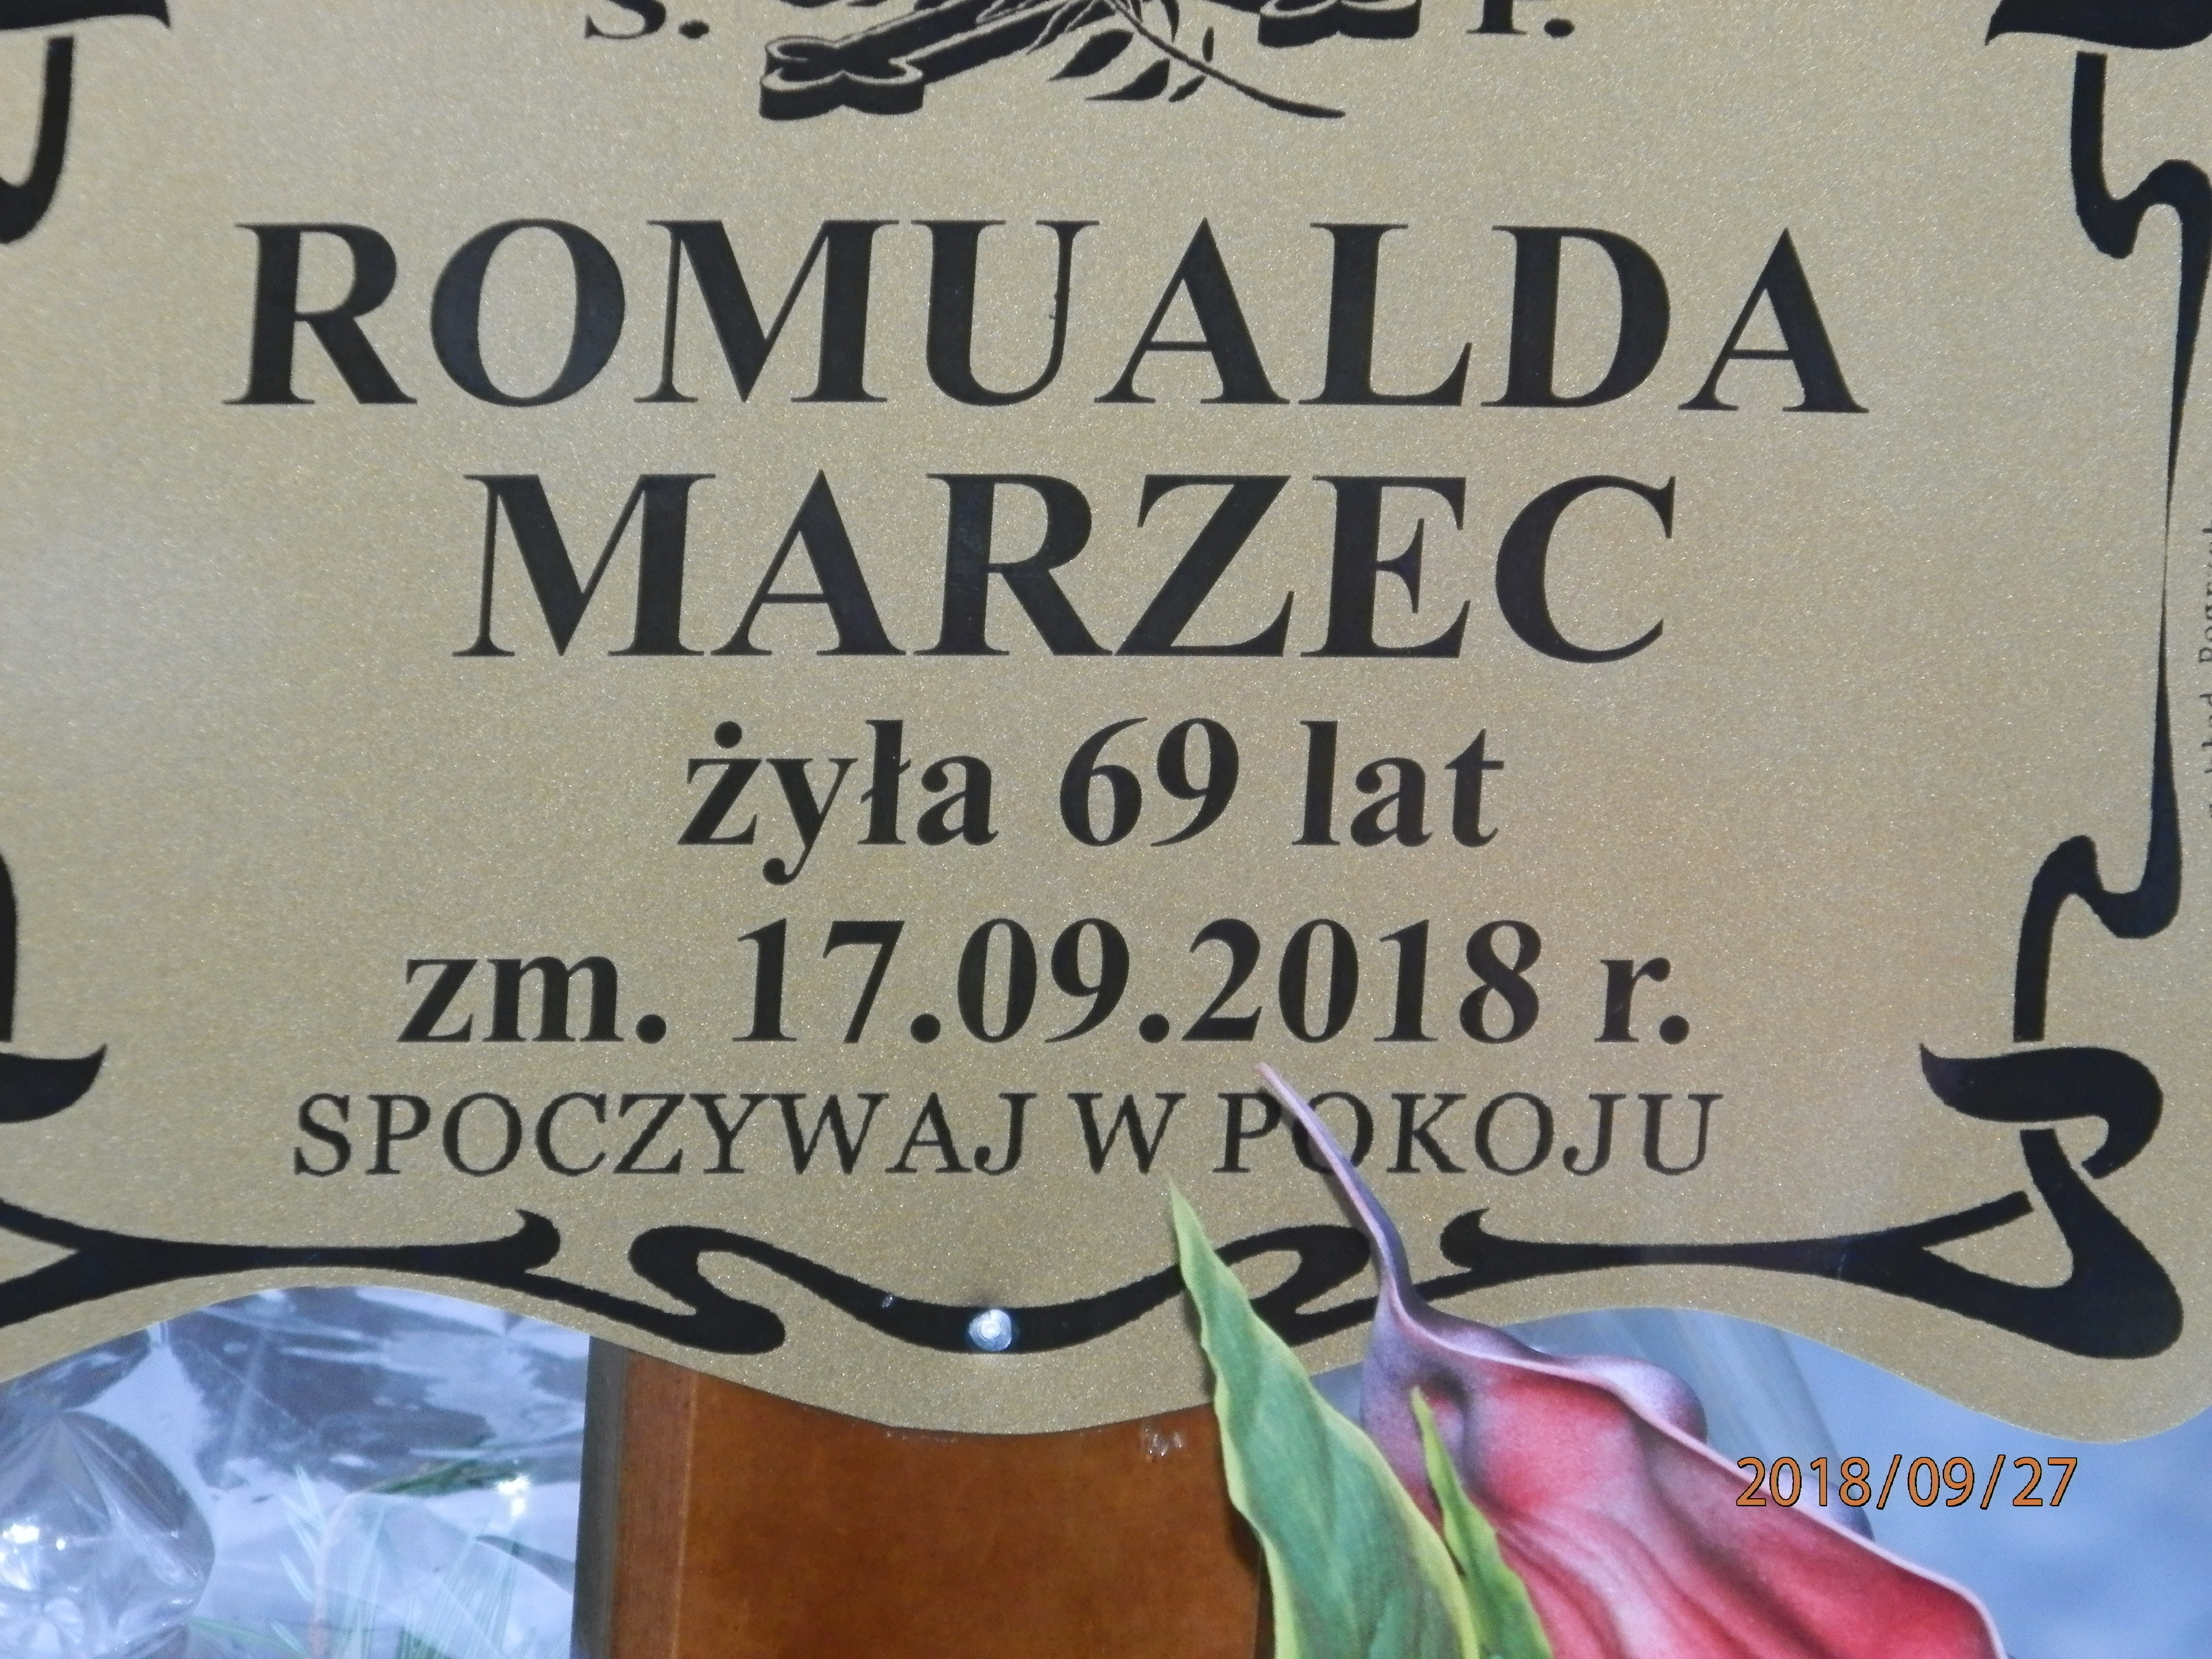 Ś. P.
ROMUALDA
MARZEC
żyła 69 lat
zm. 17.09.2018 r.
SPOCZYWAJ W POKOJU
2018/09/27